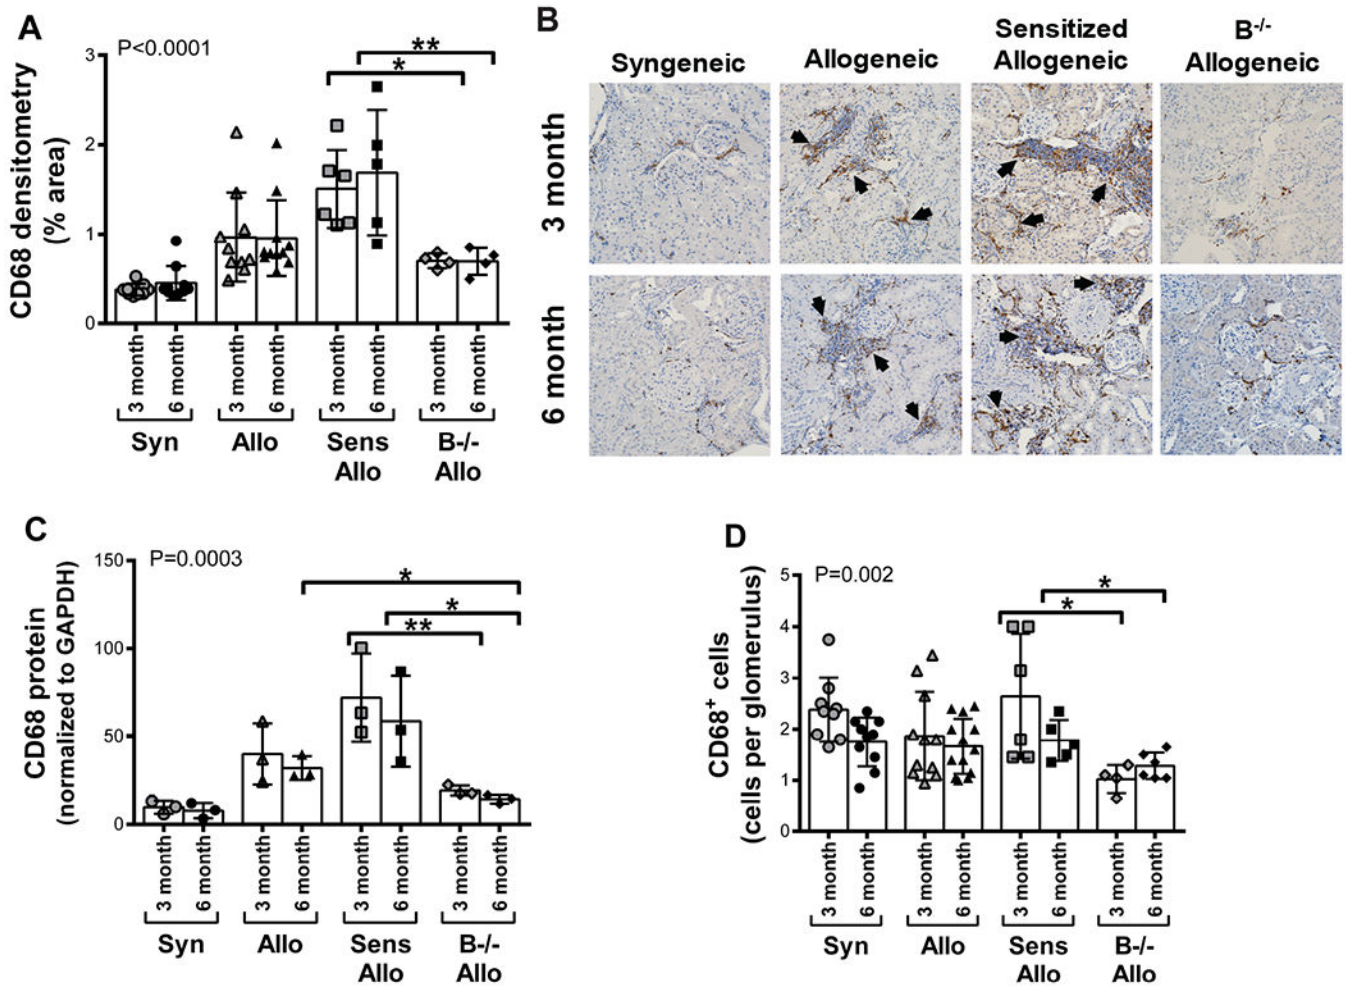 A
P<0.0001
**
*
CD68 densitometry
(% area)
3
2
1
0
3 month
6 month
3 month
6 month
3 month
6 month
3 month
6 month
Syn
Allo
Sens
Allo
B-/-
Allo
B
Syngeneic
Allogeneic
Sensitized
Allogeneic
B-/-
Allogeneic
3 month
6 month
C
P=0.0003
*
*
**
CD68 protein
(normalized to GAPDH)
150
100
50
0
3 month
6 month
3 month
6 month
3 month
6 month
3 month
6 month
Syn
Allo
Sens
Allo
B-/-
Allo
D
P=0.002
*
*
CD68+ cells
(cells per glomerulus)
5
4
3
2
1
0
3 month
6 month
3 month
6 month
3 month
6 month
3 month
6 month
Syn
Allo
Sens
Allo
B-/-
Allo